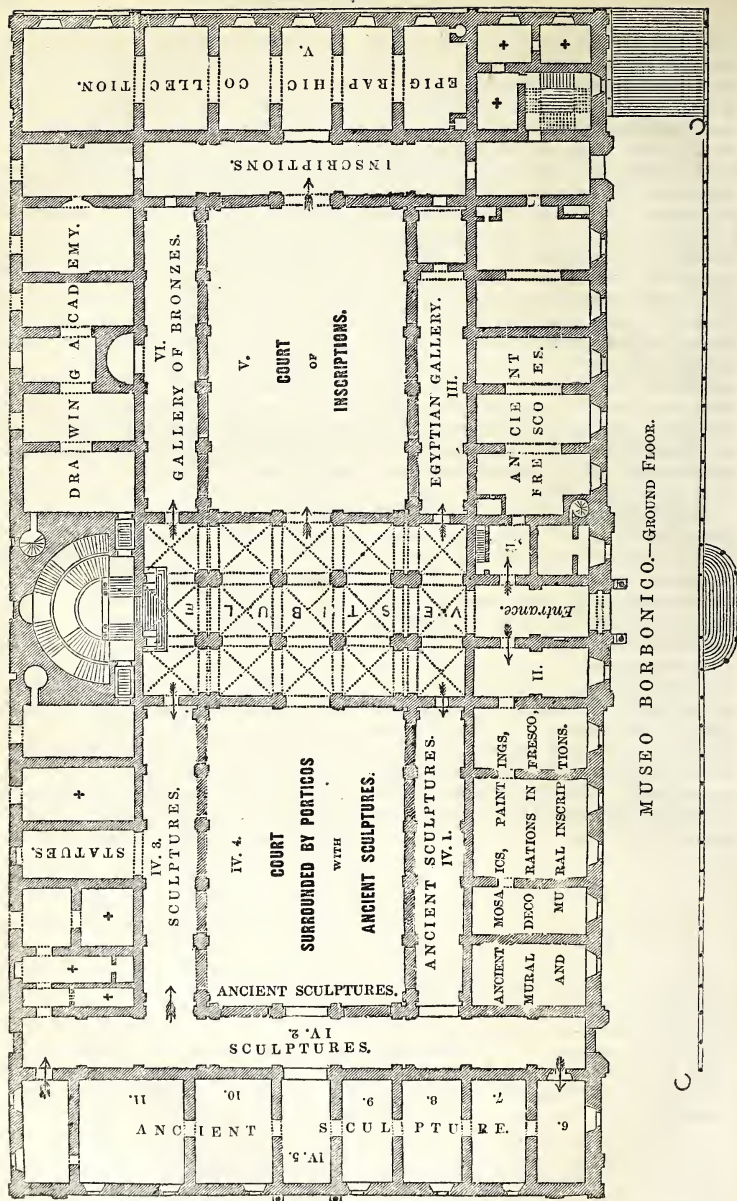 EPIGRAPHIC COLLECTION.
V.
INSCRIPTIONS.
DRAWING ACADEMY.
VI.
GALLERY OF BRONZES.
V.
COURT
OF
INSCRIPTIONS.
EGYPTIAN GALLERY.
III.
ANCIENT
FRESCOES.
VESTIBULE
Entrance.
II.
II.
STATUES.
IV. 3.
SCULPTURES.
IV. 4.
COURT
SURROUNDED BY PORTICOS
WITH
ANCIENT SCULPTURES.
ANCIENT SCULPTURES.
ANCIENT SCULPTURES.
IV. 1.
ANCIENT MOSAICS, PAINTINGS,
MURAL DECORATIONS IN FRESCO,
AND MURAL INSCRIPTIONS.
IV. 2.
SCULPTURES.
ANCIENT SCULPTURE.
IV. 5.
11.
10.
9.
8.
7.
6.
MUSEO BORBONICO.—GROUND FLOOR.